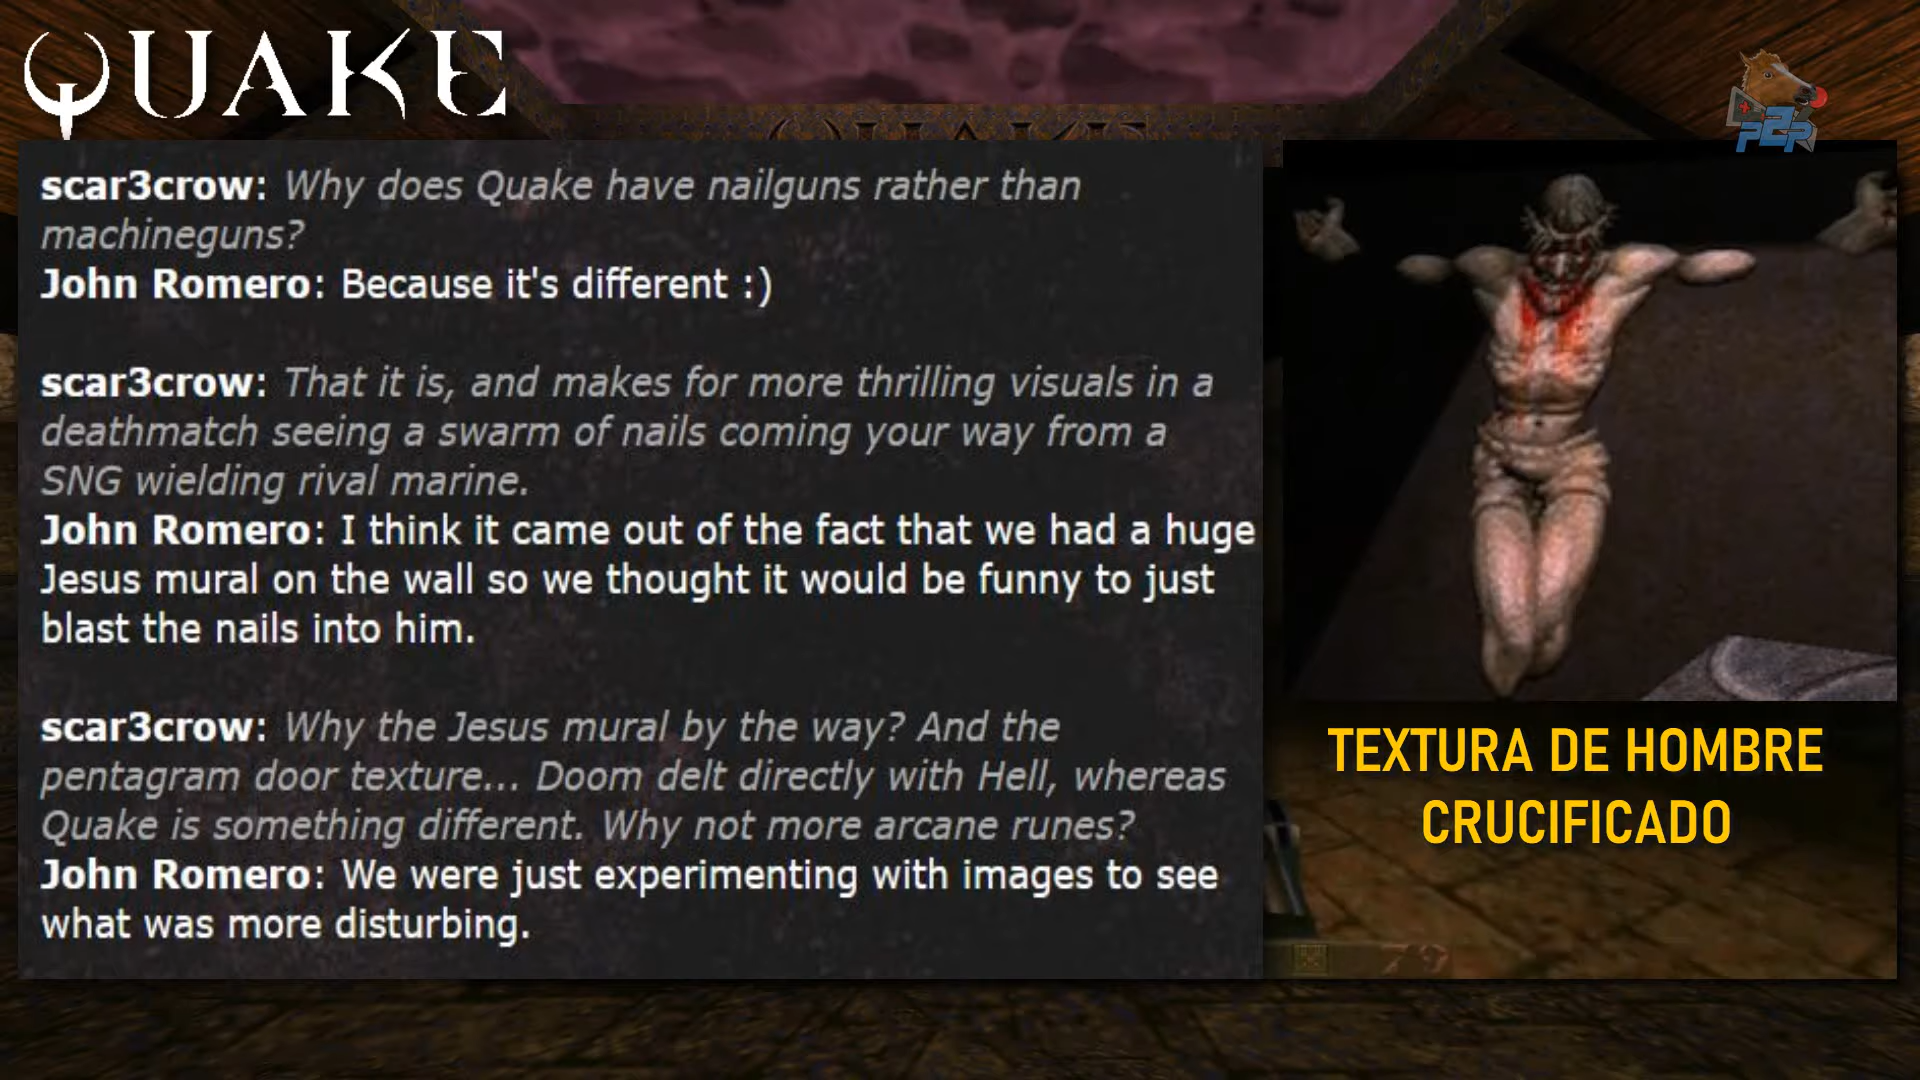 QUAKE
QUAKE
P2P
scar3crow: Why does Quake have nailguns rather than
machineguns?
John Romero: Because it's different :)
scar3crow: That it is, and makes for more thrilling visuals in a
deathmatch seeing a swarm of nails coming your way from a
SNG wielding rival marine.
John Romero: I think it came out of the fact that we had a huge
Jesus mural on the wall so we thought it would be funny to just
blast the nails into him.
scar3crow: Why the Jesus mural by the way? And the
pentagram door texture... Doom delt directly with Hell, whereas
Quake is something different. Why not more arcane runes?
John Romero: We were just experimenting with images to see
what was more disturbing.
TEXTURA DE HOMBRE
CRUCIFICADO
79